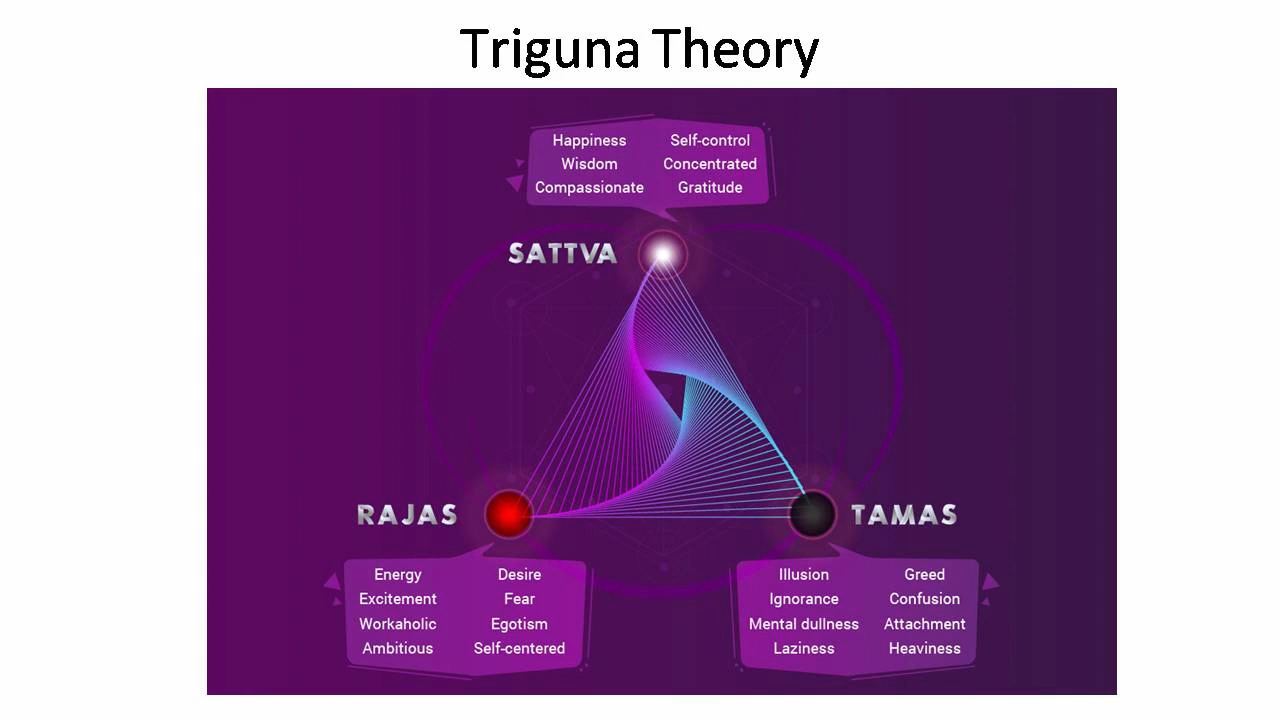 Triguna Theory
Happiness Self-control
Wisdom Concentrated
Compassionate Gratitude
SATTVA
RAJAS
TAMAS
Energy Desire
Excitement Fear
Workaholic Egotism
Ambitious Self-centered
Illusion Greed
Ignorance Confusion
Mental dullness Attachment
Laziness Heaviness